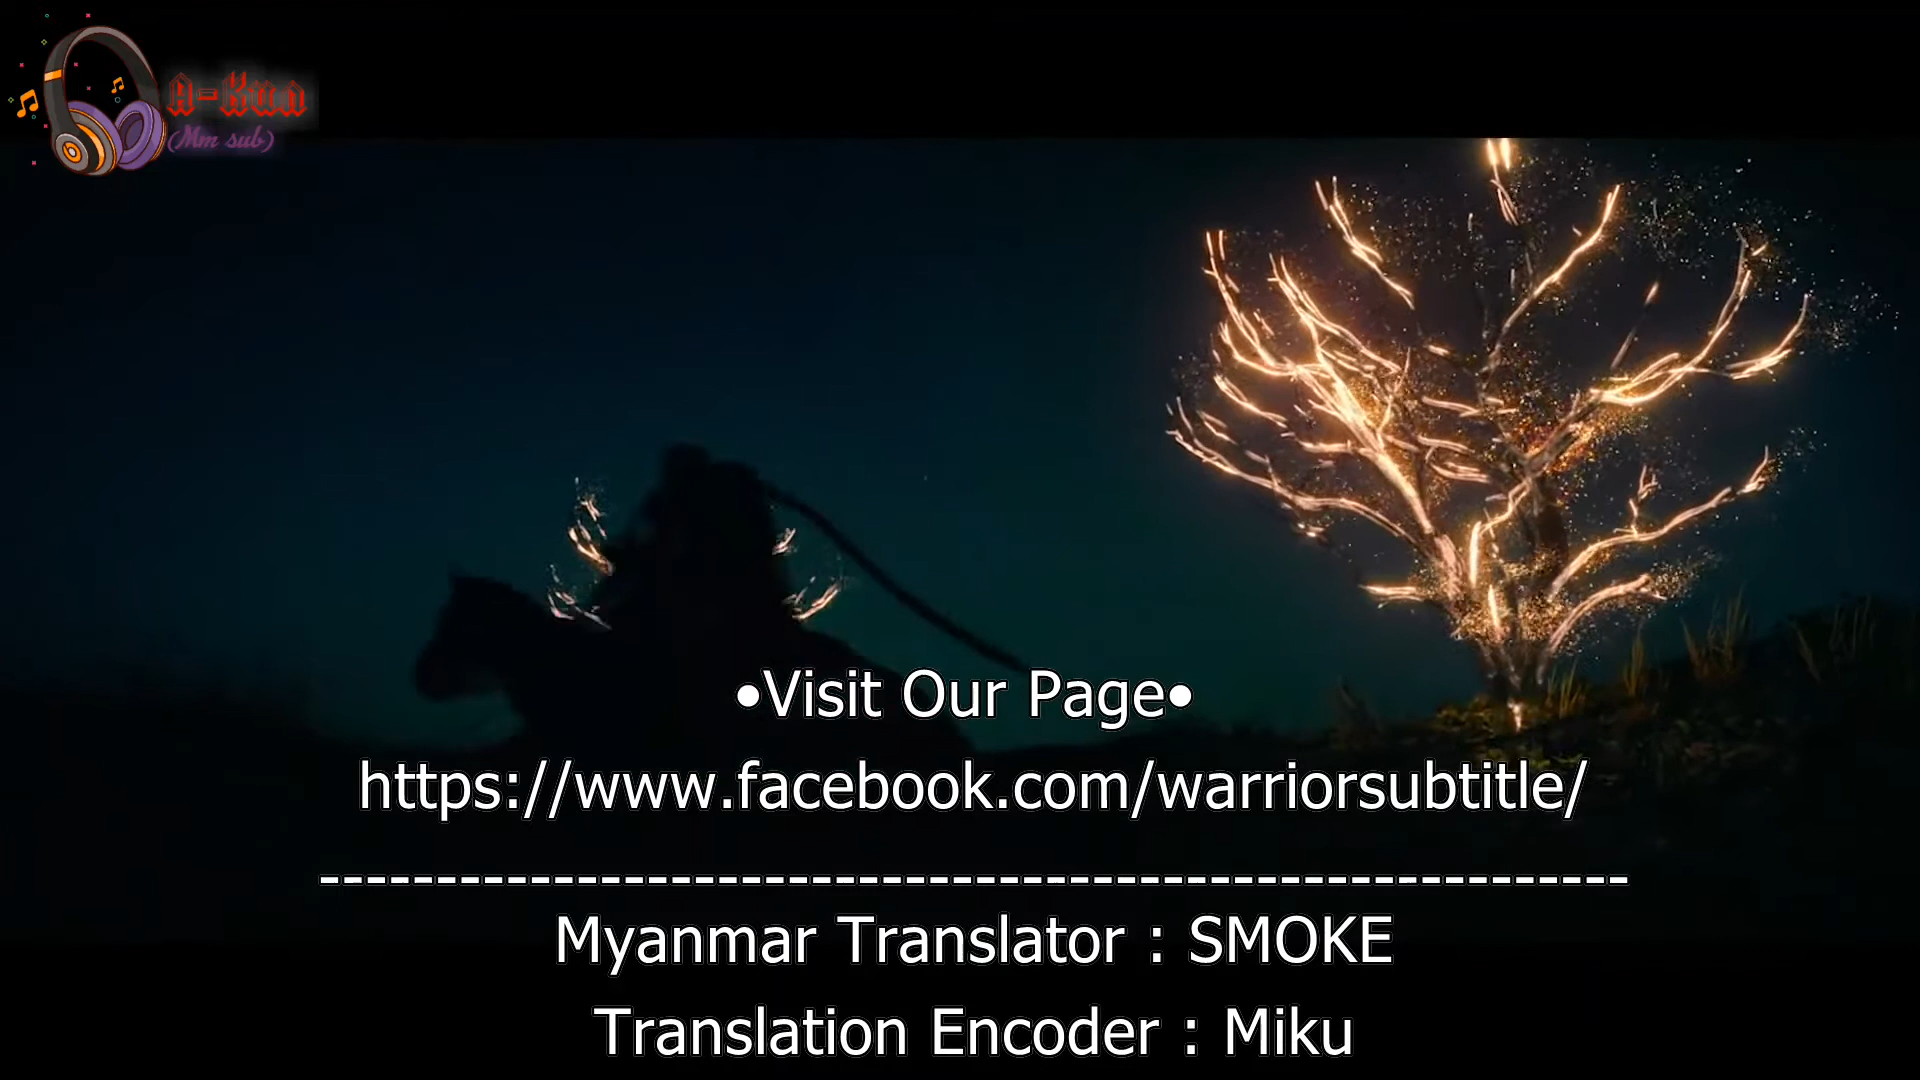 A-Kun
(Mm sub)
•Visit Our Page•
https://www.facebook.com/warriorsubtitle/
--------------------------------------------------------
Myanmar Translator : SMOKE
Translation Encoder : Miku